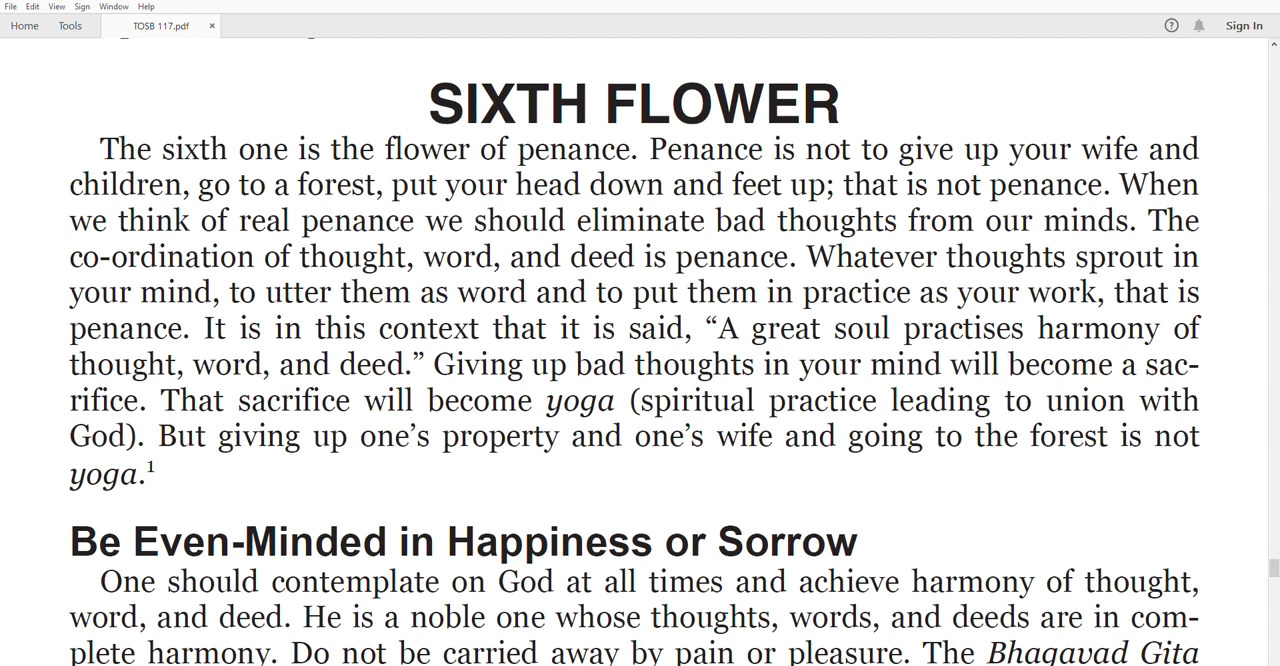 File Edit View Sign Window Help
Home Tools TOSB 117.pdf × ? Sign In
SIXTH FLOWER
The sixth one is the flower of penance. Penance is not to give up your wife and
children, go to a forest, put your head down and feet up; that is not penance. When
we think of real penance we should eliminate bad thoughts from our minds. The
co-ordination of thought, word, and deed is penance. Whatever thoughts sprout in
your mind, to utter them as word and to put them in practice as your work, that is
penance. It is in this context that it is said, “A great soul practises harmony of
thought, word, and deed.” Giving up bad thoughts in your mind will become a sac-
rifice. That sacrifice will become yoga (spiritual practice leading to union with
God). But giving up one’s property and one’s wife and going to the forest is not
yoga.¹
Be Even-Minded in Happiness or Sorrow
One should contemplate on God at all times and achieve harmony of thought,
word, and deed. He is a noble one whose thoughts, words, and deeds are in com-
plete harmony. Do not be carried away by pain or pleasure. The Bhagavad Gita